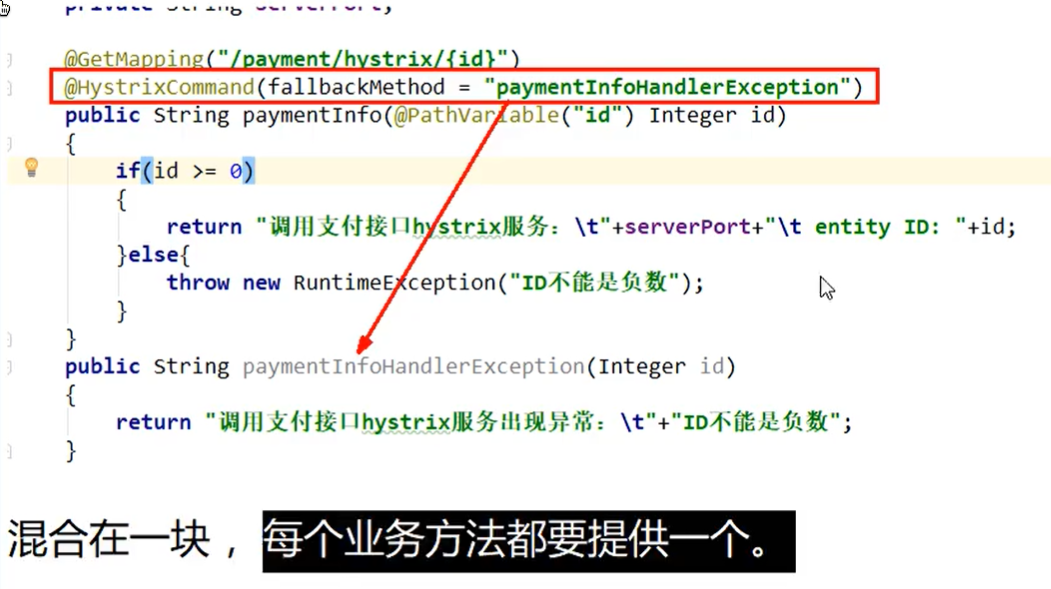 private String serverPort;
@GetMapping("/payment/hystrix/{id}")
@HystrixCommand(fallbackMethod = "paymentInfoHandlerException")
public String paymentInfo(@PathVariable("id") Integer id)
{
if(id >= 0)
{
return "调用支付接口hystrix服务：\t"+serverPort+"\t entity ID: "+id;
}else{
throw new RuntimeException("ID不能是负数");
}
}
public String paymentInfoHandlerException(Integer id)
{
return "调用支付接口hystrix服务出现异常：\t"+"ID不能是负数";
}
混合在一块，每个业务方法都要提供一个。